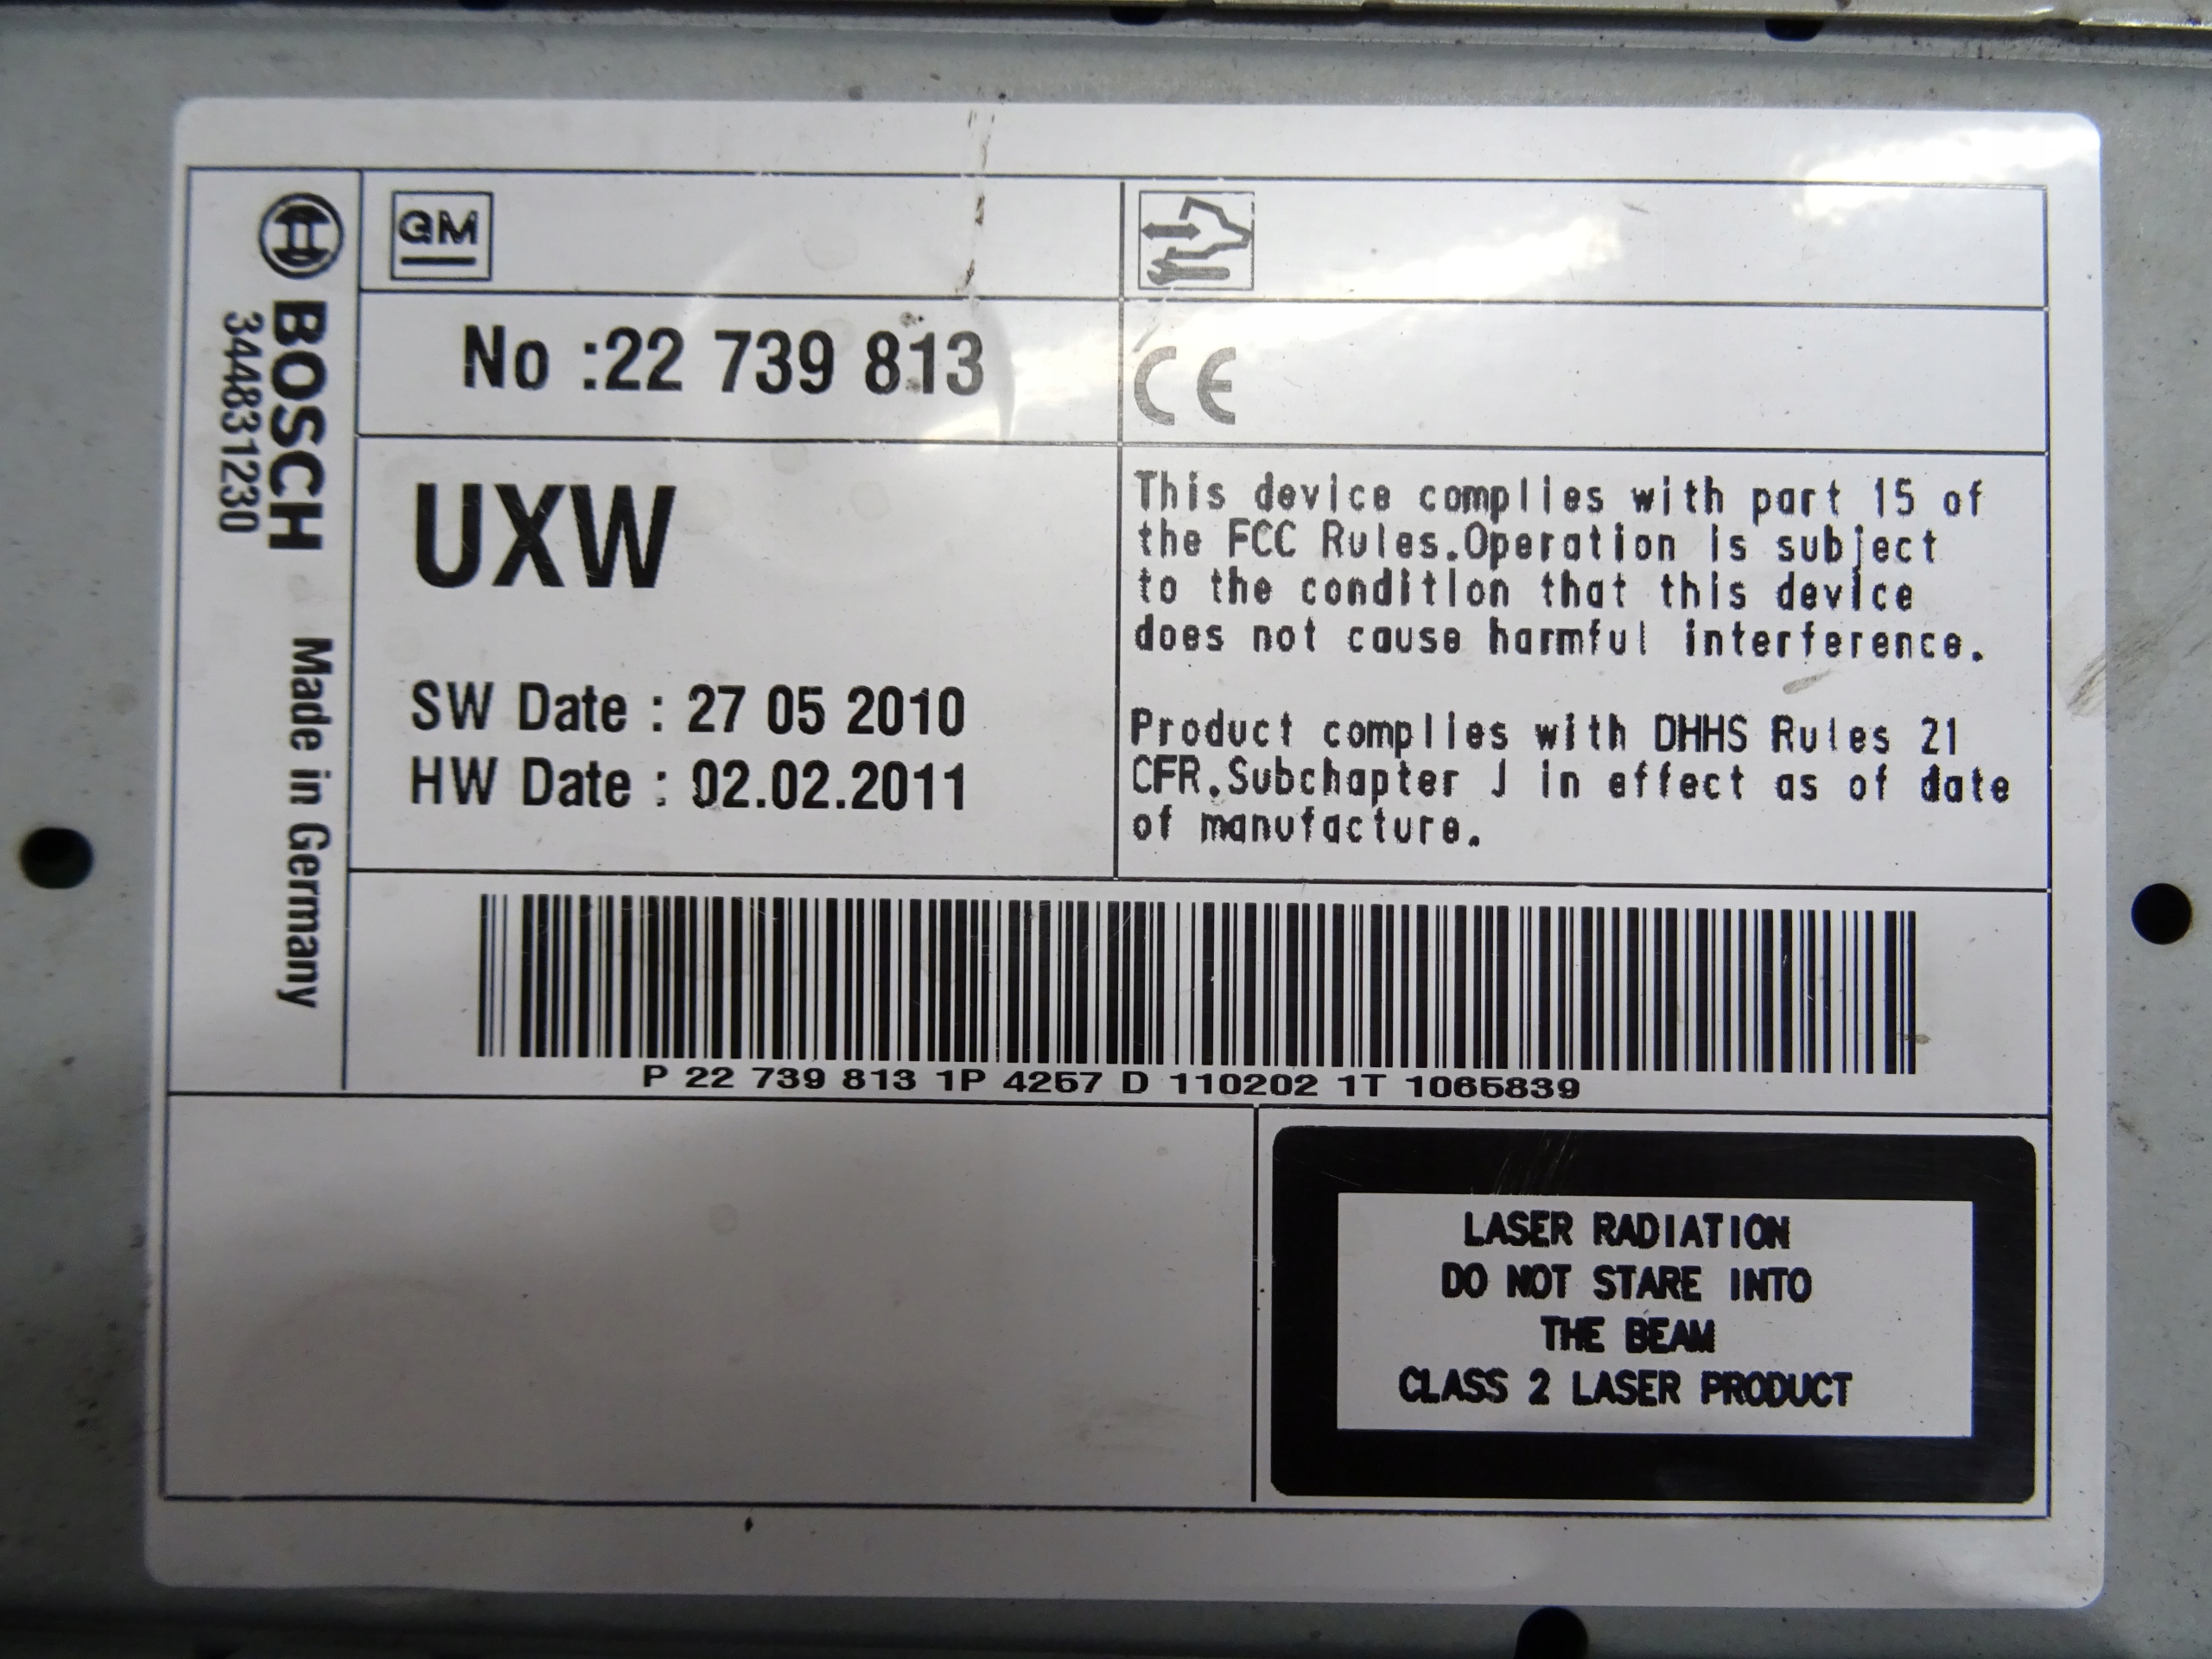 BOSCH
344831230
Made in Germany
GM
No :22 739 813
CE
UXW
SW Date : 27 05 2010
HW Date : 02.02.2011
This device complies with part 15 of
the FCC Rules.Operation is subject
to the condition that this device
does not cause harmful interference.
Product complies with DHHS Rules 21
CFR,Subchapter J in effect as of date
of manufacture.
P 22 739 813 1P 4257 D 110202 1T 1065839
LASER RADIATION
DO NOT STARE INTO
THE BEAM
CLASS 2 LASER PRODUCT